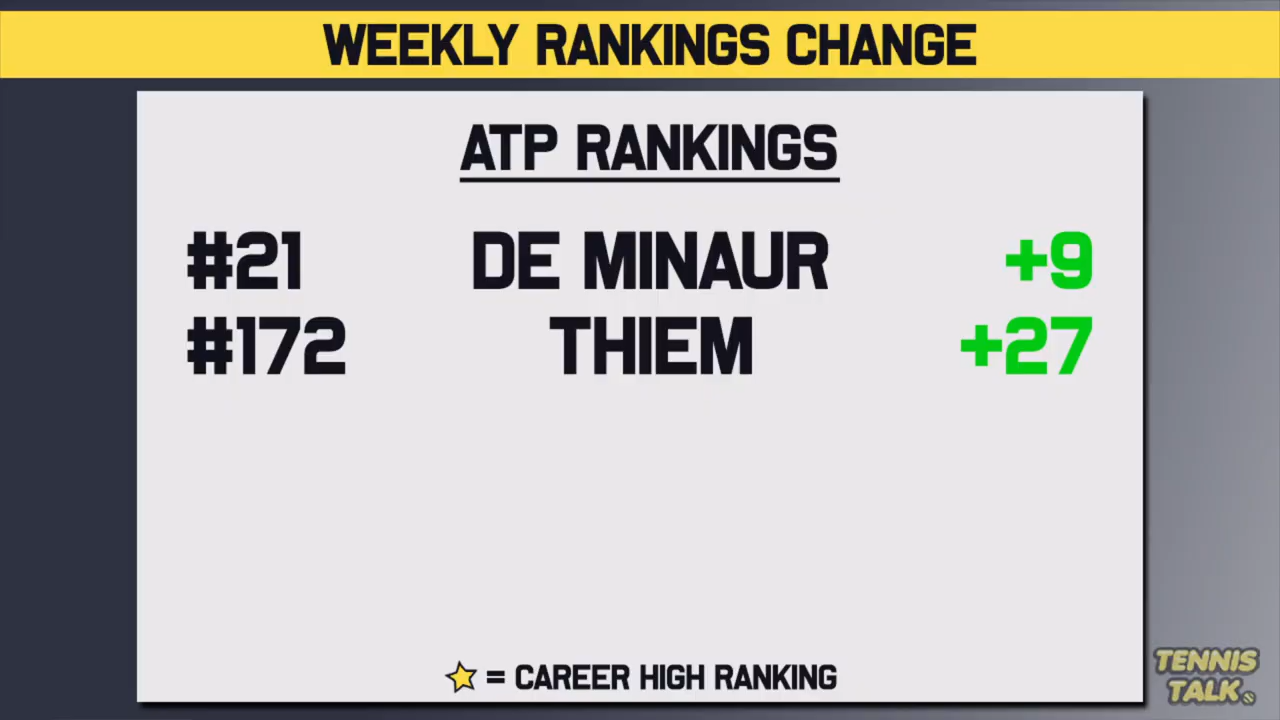 WEEKLY RANKINGS CHANGE
ATP RANKINGS
#21 DE MINAUR +9
#172 THIEM +27
= CAREER HIGH RANKING
TENNIS
TALK